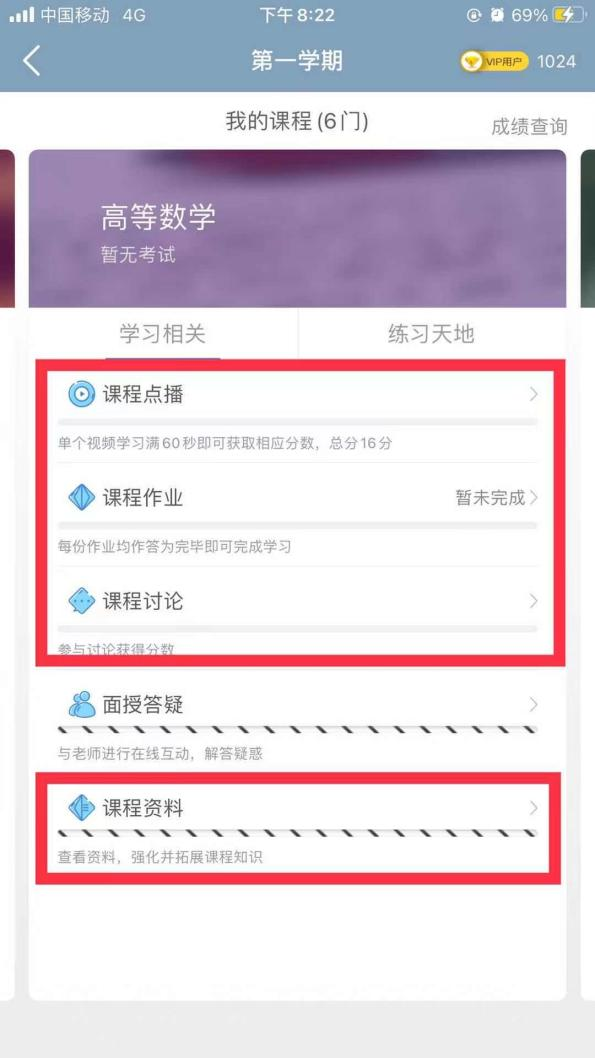 中国移动 4G 下午8:22 69%
第一学期 VIP用户 1024
我的课程(6门) 成绩查询
高等数学
暂无考试
学习相关 练习天地
课程点播
单个视频学习满60秒即可获取相应分数，总分16分
课程作业 暂未完成
每份作业均作答为完毕即可完成学习
课程讨论
参与讨论获得分数
面授答疑
与老师进行在线互动，解答疑惑
课程资料
查看资料，强化并拓展课程知识